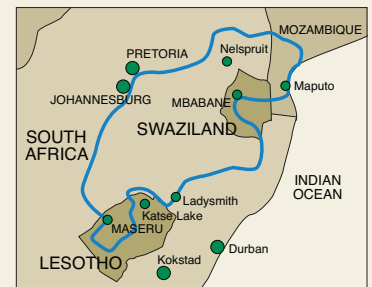 MOZAMBIQUE
Nelspruit
PRETORIA
Maputo
JOHANNESBURG
MBABANE
SWAZILAND
SOUTH
AFRICA
INDIAN
OCEAN
Ladysmith
Katse Lake
MASERU
Durban
LESOTHO
Kokstad